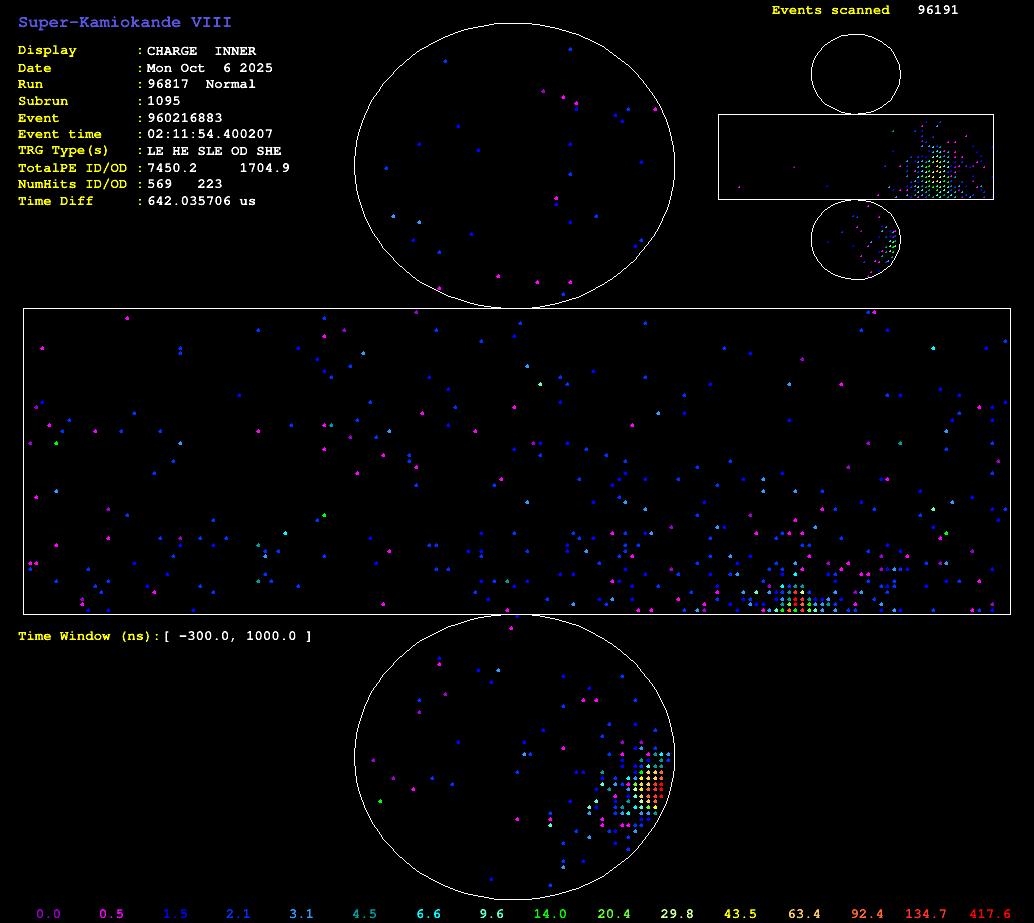 Super-Kamiokande VIII
Events scanned 96191
Display : CHARGE INNER
Date : Mon Oct 6 2025
Run : 96817 Normal
Subrun : 1095
Event : 960216883
Event time : 02:11:54.400207
TRG Type(s) : LE HE SLE OD SHE
TotalPE ID/OD : 7450.2 1704.9
NumHits ID/OD : 569 223
Time Diff : 642.035706 us
Time Window (ns):[ -300.0, 1000.0 ]
0.0 0.5 1.5 2.1 3.1 4.5 6.6 9.6 14.0 20.4 29.8 43.5 63.4 92.4 134.7 417.6